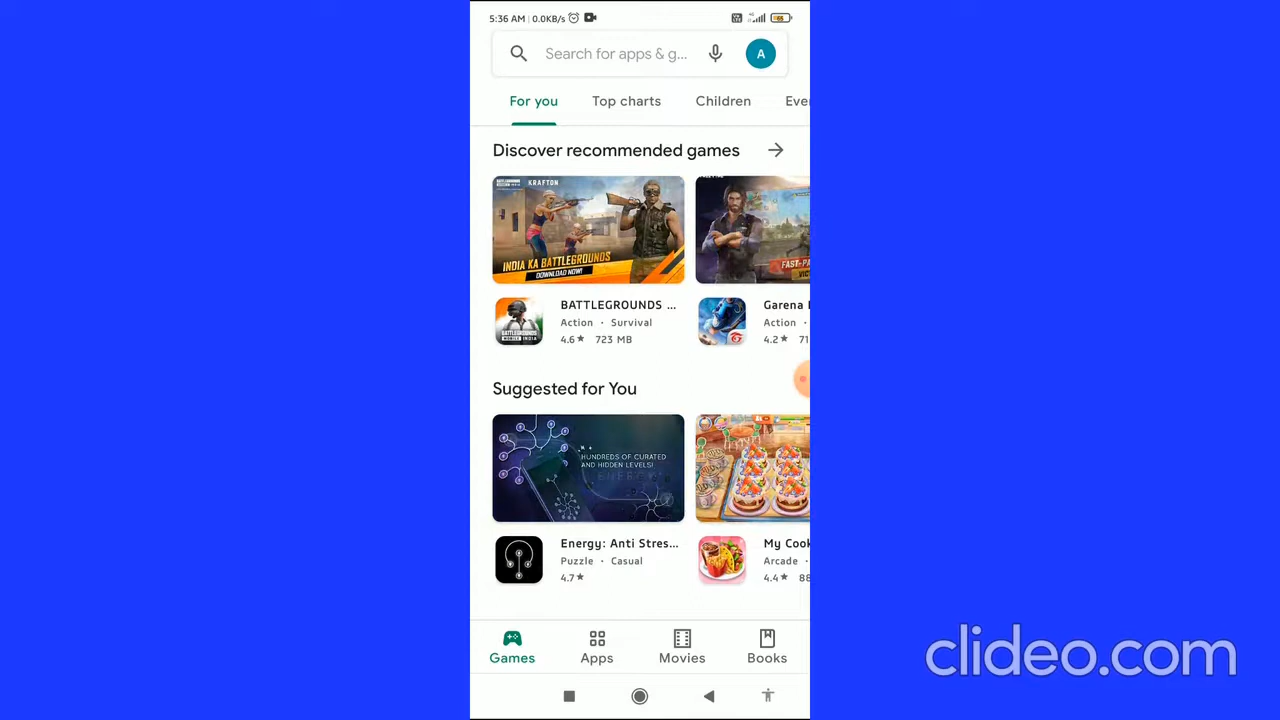 5:36 AM | 0.0KB/s
Search for apps & g...
A
For you Top charts Children Eve
Discover recommended games
KRAFTON
INDIA KA BATTLEGROUNDS
DOWNLOAD NOW!
FAST-PA
VIC
BATTLEGROUNDS ...
Action · Survival
4.6★ 723 MB
Garena
Action ·
4.2★ 71
Suggested for You
HUNDREDS OF CURATED
AND HIDDEN LEVELS!
Energy: Anti Stres...
Puzzle · Casual
4.7★
My Cook
Arcade ·
4.4★ 88
Games Apps Movies Books
clideo.com